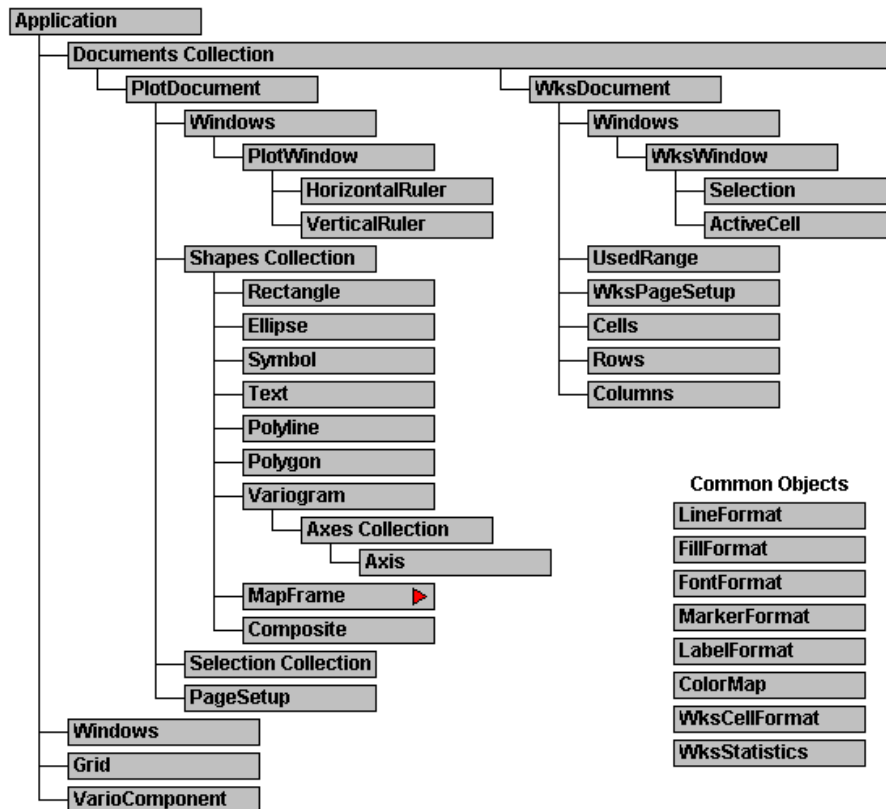 Application
Documents Collection
PlotDocument
Windows
PlotWindow
HorizontalRuler
VerticalRuler
Shapes Collection
Rectangle
Ellipse
Symbol
Text
Polyline
Polygon
Variogram
Axes Collection
Axis
MapFrame
Composite
Selection Collection
PageSetup
WksDocument
Windows
WksWindow
Selection
ActiveCell
UsedRange
WksPageSetup
Cells
Rows
Columns
Windows
Grid
VarioComponent
Common Objects
LineFormat
FillFormat
FontFormat
MarkerFormat
LabelFormat
ColorMap
WksCellFormat
WksStatistics